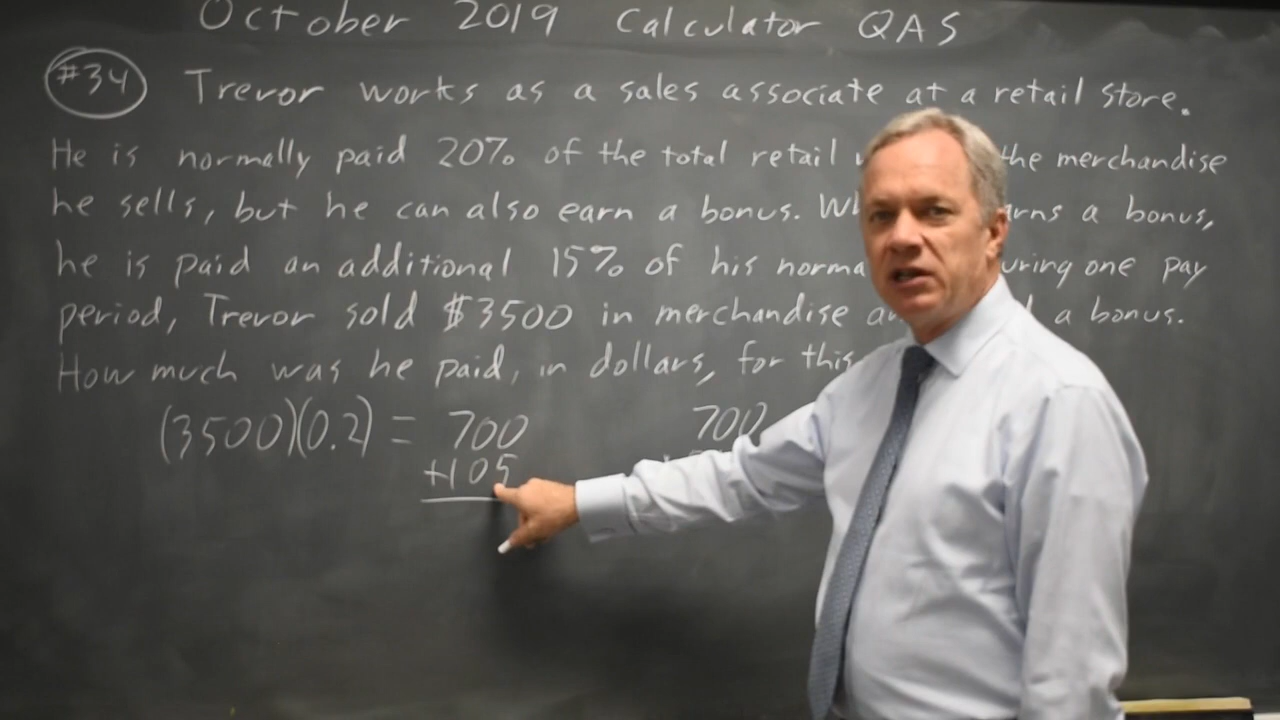 October 2019 Calculator QAS
#34 Trevor works as a sales associate at a retail store.
He is normally paid 20% of the total retail the merchandise
he sells, but he can also earn a bonus. a bonus,
he is paid an additional 15% of his one pay
period, Trevor sold $3500 in merchandise a bonus.
How much was he paid, in dollars, for this
(3500)(0.2) = 700 700
+105